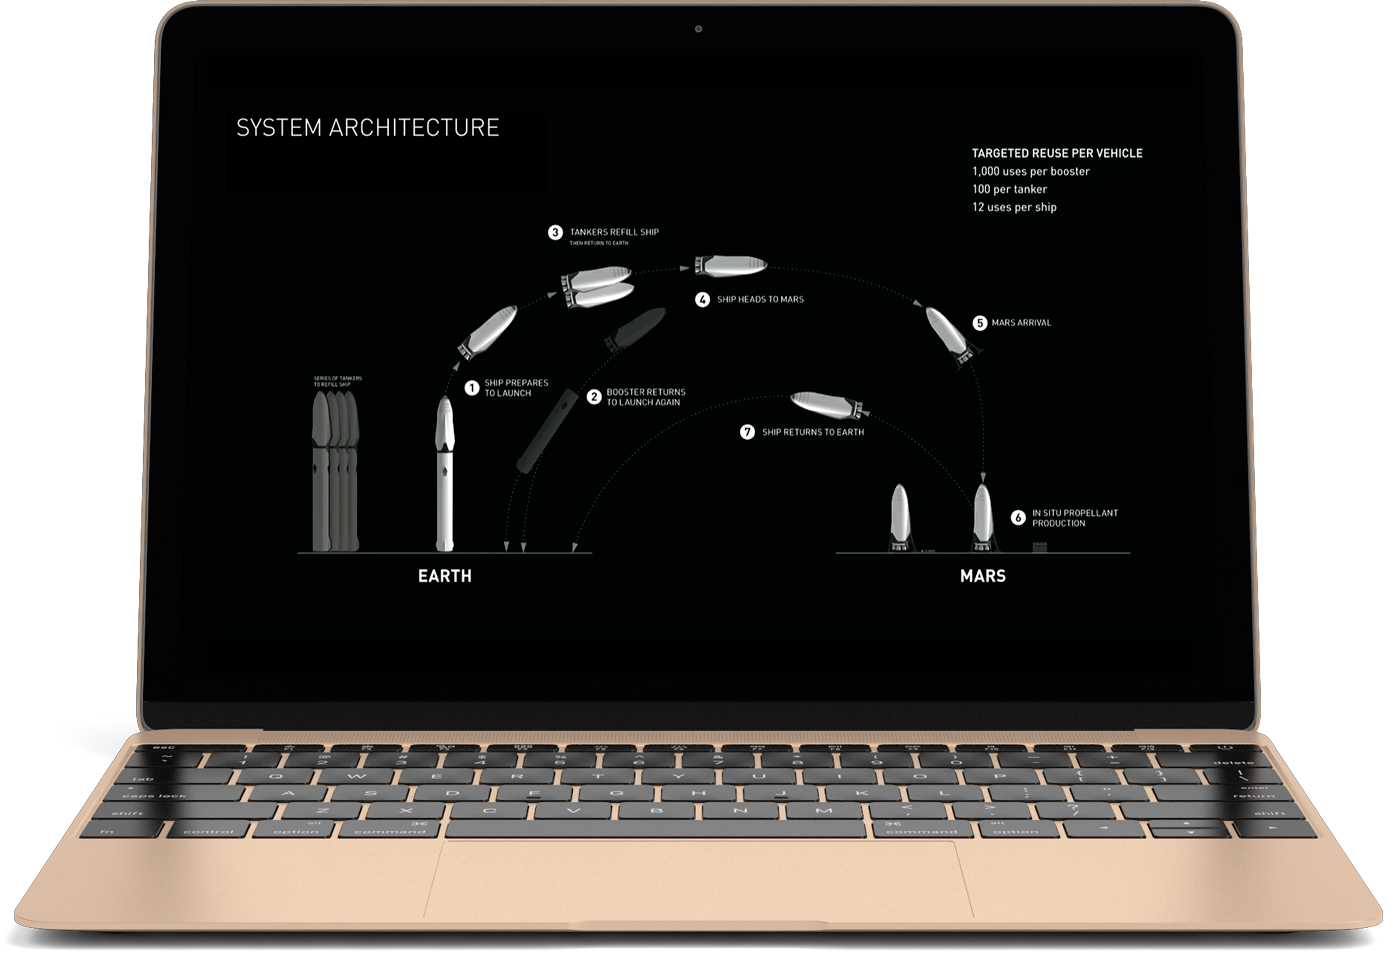 SYSTEM ARCHITECTURE
TARGETED REUSE PER VEHICLE
1,000 uses per booster
100 per tanker
12 uses per ship
3 TANKERS REFILL SHIP
THEN RETURN TO EARTH
4 SHIP HEADS TO MARS
5 MARS ARRIVAL
SERIES OF TANKERS
TO REFILL SHIP
1 SHIP PREPARES
TO LAUNCH
2 BOOSTER RETURNS
TO LAUNCH AGAIN
7 SHIP RETURNS TO EARTH
6 IN SITU PROPELLANT
PRODUCTION
EARTH
MARS
esc
delete
tab Q W E R T Y U I O P
caps lock A S D F G H J K L
enter
return
shift Z X C V B N M shift
fn control
alt
option
command
command
alt
option